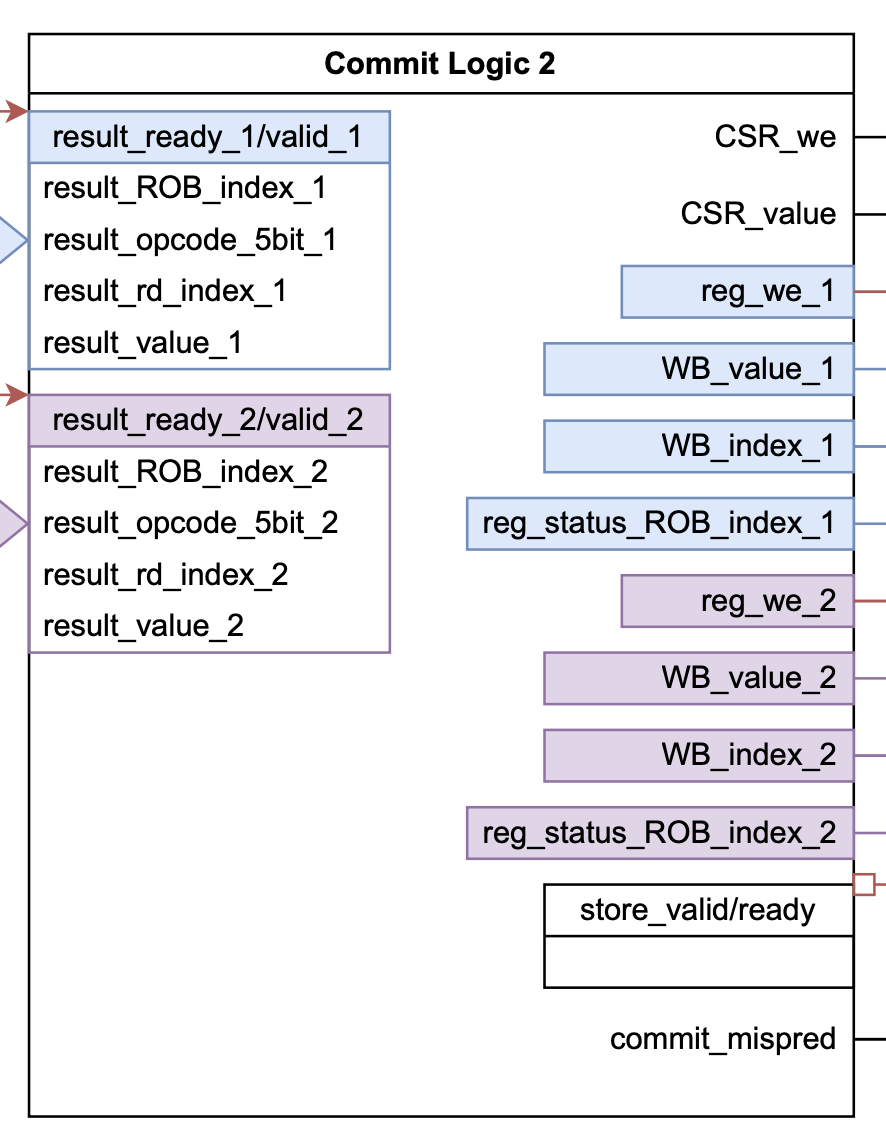 Commit Logic 2
result_ready_1/valid_1
result_ROB_index_1
result_opcode_5bit_1
result_rd_index_1
result_value_1
result_ready_2/valid_2
result_ROB_index_2
result_opcode_5bit_2
result_rd_index_2
result_value_2
CSR_we
CSR_value
reg_we_1
WB_value_1
WB_index_1
reg_status_ROB_index_1
reg_we_2
WB_value_2
WB_index_2
reg_status_ROB_index_2
store_valid/ready
commit_mispred